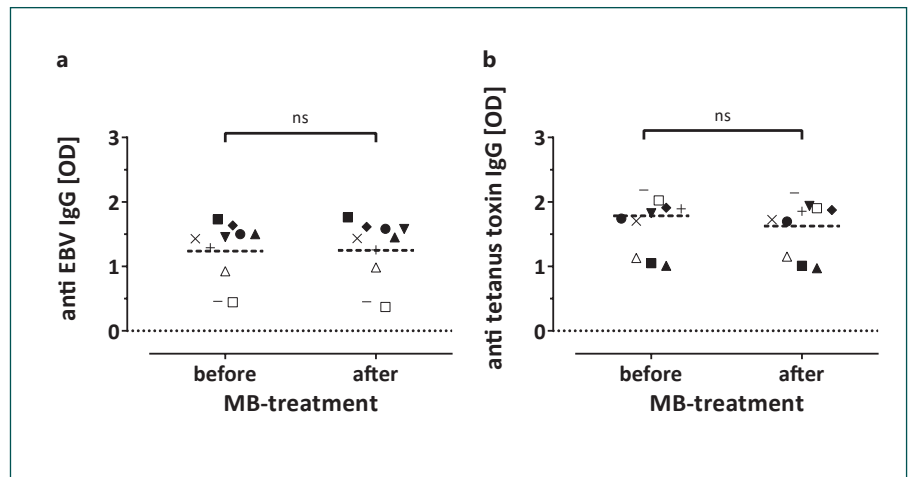 a
ns
anti EBV IgG [OD]
3
2
1
0
before after
MB-treatment
b
ns
anti tetanus toxin IgG [OD]
3
2
1
0
before after
MB-treatment